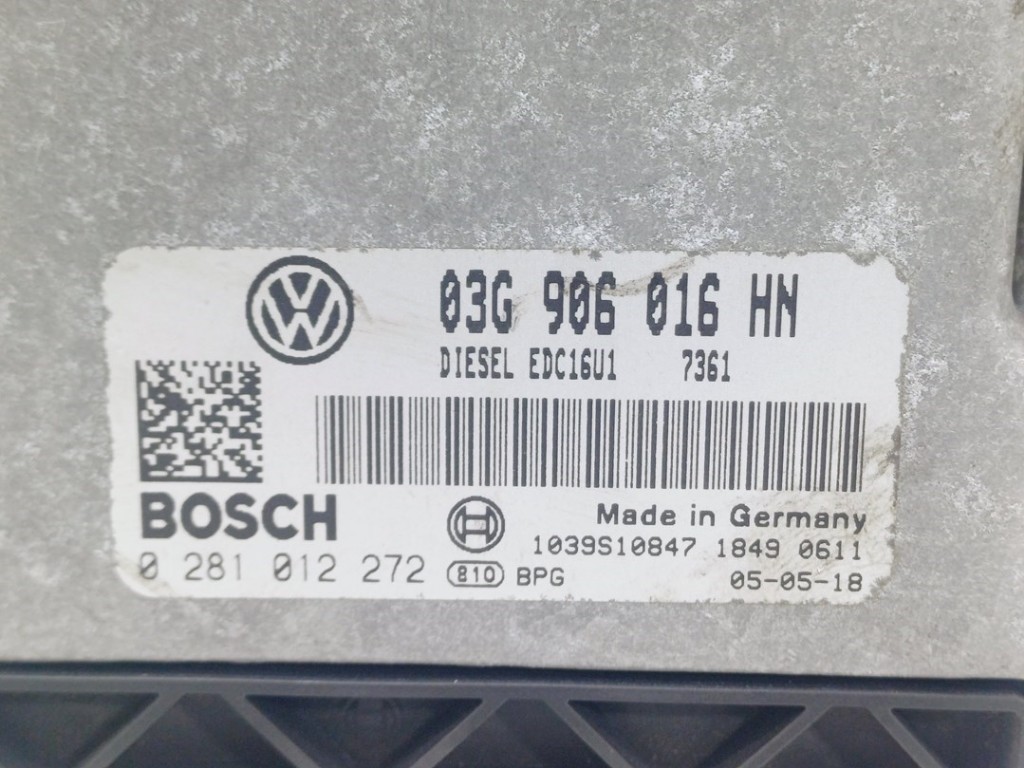 03G 906 016 HN
DIESEL EDC16U1 7361
BOSCH
Made in Germany
1039S10847 1849 0611
0 281 012 272 810 BPG 05-05-18